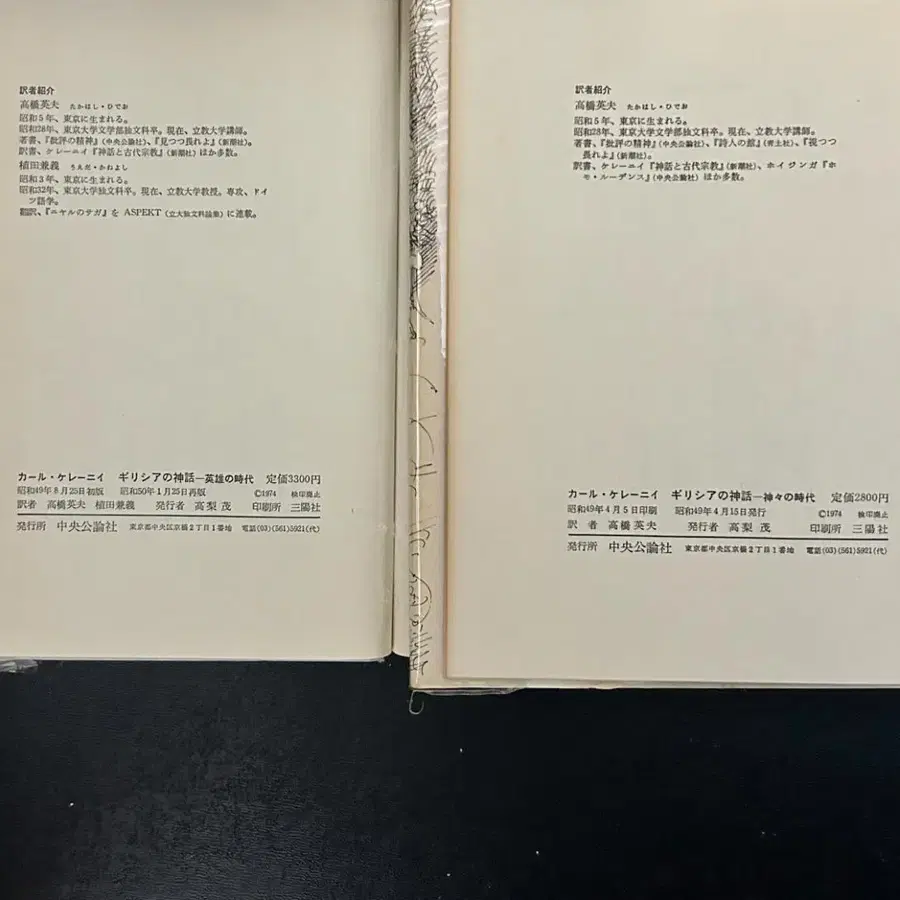 訳者紹介
高橋英夫 たかはし・ひでお
昭和5年、東京に生まれる。
昭和28年、東京大学文学部独文科卒。現在、立教大学講師。
著書、『批評の精神』(中央公論社)、『見つつ畏れよ』(新潮社)。
訳書、ケレーニイ『神話と古代宗教』(新潮社)ほか多数。
植田兼義 うえだ・かねよし
昭和3年、東京に生まれる。
昭和32年、東京大学独文科卒。現在、立教大学教授。専攻、ドイ
ツ語学。
翻訳、『ニャルのサガ』を ASPEKT (立大独文科論集) に連載。
カール・ケレーニイ ギリシアの神話―英雄の時代 定価3300円
昭和49年8月25日初版 昭和50年1月25日再版 ©1974 検印廃止
訳者 高橋英夫 植田兼義 発行者 高梨茂 印刷所 三陽社
発行所 中央公論社 東京都中央区京橋2丁目1番地 電話(03)(561)5921(代)
訳者紹介
高橋英夫 たかはし・ひでお
昭和5年、東京に生まれる。
昭和28年、東京大学文学部独文科卒。現在、立教大学講師。
著書、『批評の精神』(中央公論社)、『詩人の館』(青土社)、『視つつ
畏れよ』(新潮社)。
訳書、ケレーニイ『神話と古代宗教』(新潮社)、ホイジンガ『ホ
モ・ルーデンス』(中央公論社) ほか多数。
カール・ケレーニイ ギリシアの神話―神々の時代 定価2800円
昭和49年4月5日印刷 昭和49年4月15日発行 ©1974 検印廃止
訳者 高橋英夫 発行者 高梨茂 印刷所 三陽社
発行所 中央公論社 東京都中央区京橋2丁目1番地 電話(03)(561)5921(代)